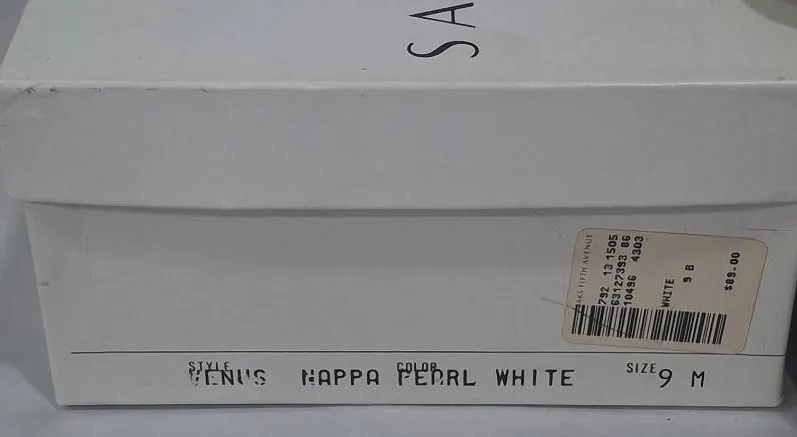 SA
AKS FIFTH AVENUE
792 13 1505
63127393 86
10496 4303
WHITE
9 B
$89.00
STYLE COLOR SIZE
VENUS NAPPA PEARL WHITE 9 M